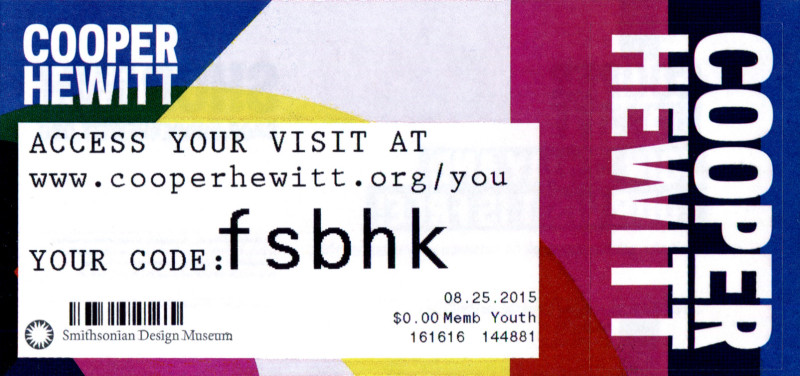 COOPER
HEWITT
ACCESS YOUR VISIT AT
www.cooperhewitt.org/you
YOUR CODE:fsbhk
08.25.2015
$0.00 Memb Youth
161616 144881
Smithsonian Design Museum
COOPER
HEWITT